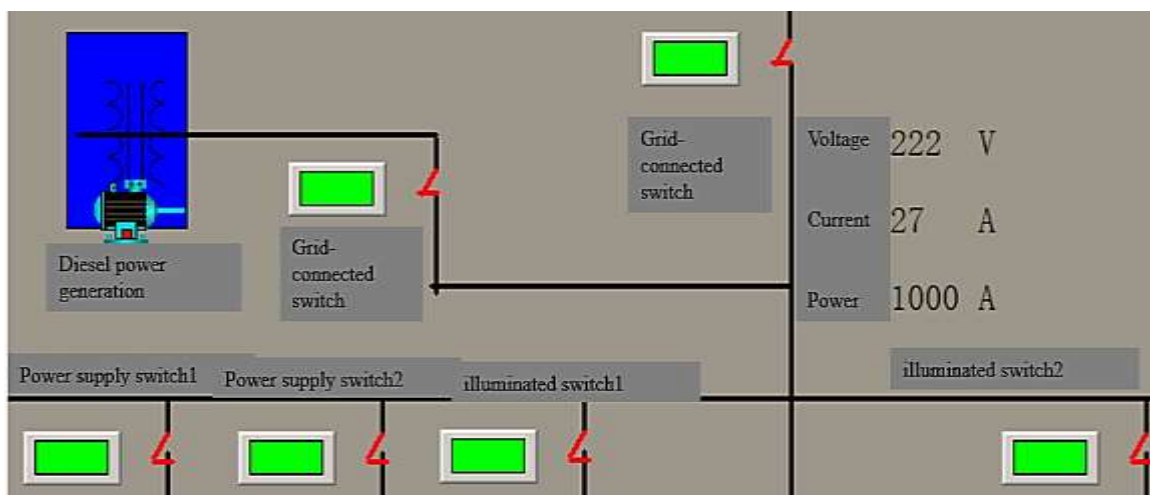 Grid-
connected
switch
Voltage 222 V
Current 27 A
Power 1000 A
Diesel power
generation
Grid-
connected
switch
Power supply switch1
Power supply switch2
illuminated switch1
illuminated switch2